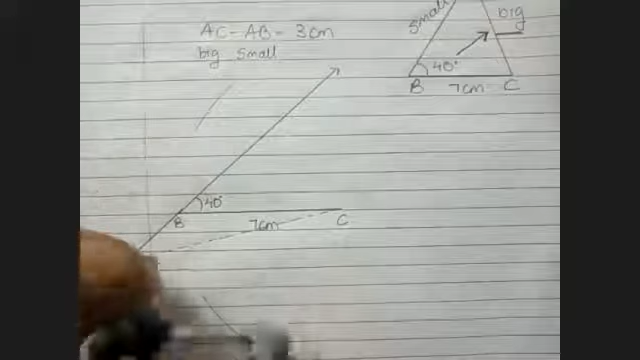 AC - AB = 3cm
big small
small
big
40°
B 7cm C
40°
B 7cm C